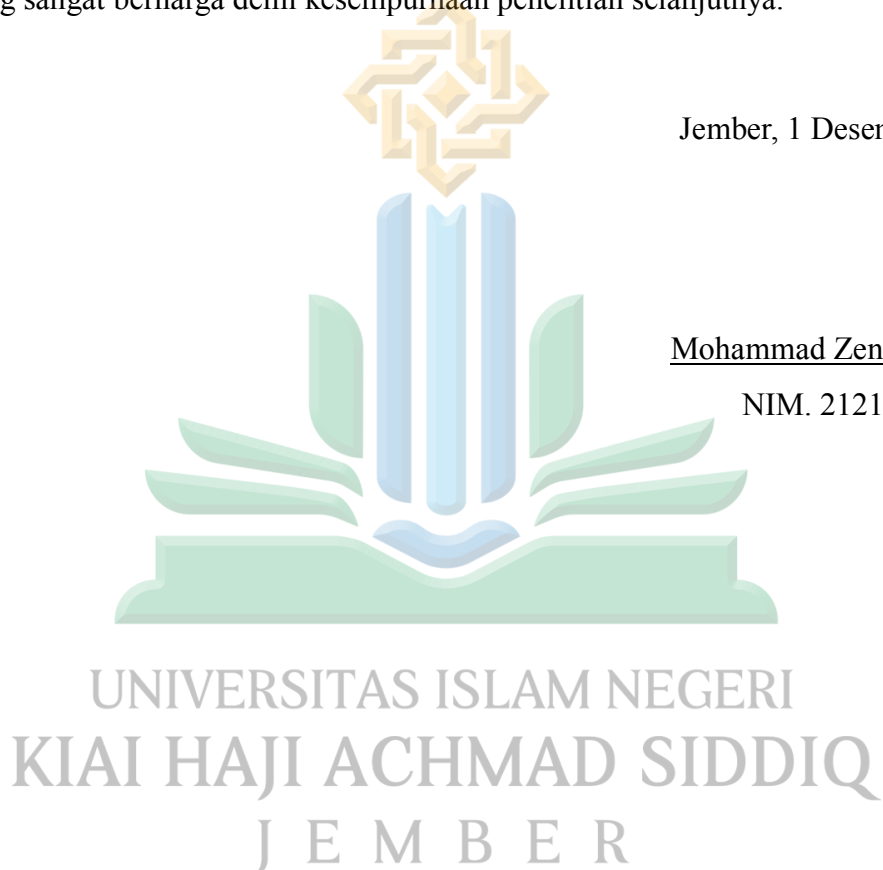 sangat berharga demi kesempurnaan penelitian selanjutnya.
Jember, 1
Mohammad Zen
NIM. 2121
UNIVERSITAS ISLAM NEGERI
KIAI HAJI ACHMAD SIDDIQ
JEMBER